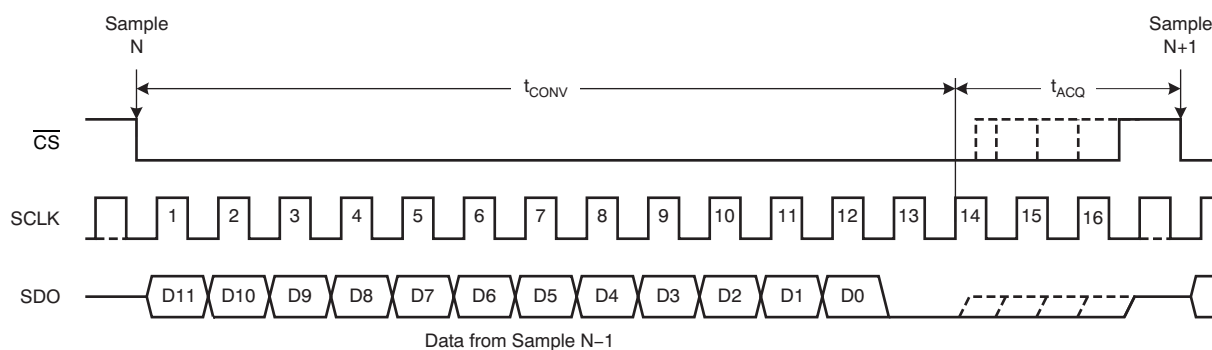 Sample
N
Sample
N+1
tCONV
tACQ
CS
SCLK
1 2 3 4 5 6 7 8 9 10 11 12 13 14 15 16
SDO
D11 D10 D9 D8 D7 D6 D5 D4 D3 D2 D1 D0
Data from Sample N−1